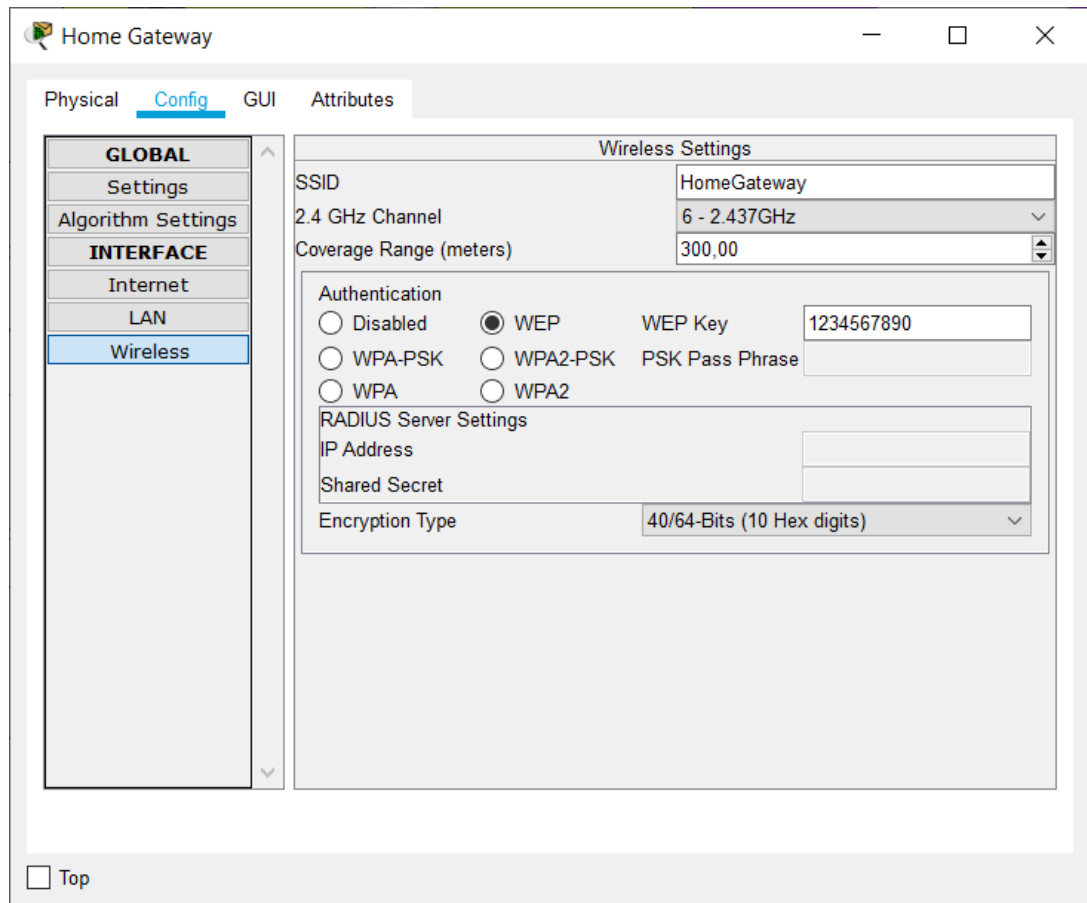 Home Gateway
Physical Config GUI Attributes
GLOBAL
Settings
Algorithm Settings
INTERFACE
Internet
LAN
Wireless
Wireless Settings
SSID HomeGateway
2.4 GHz Channel 6 - 2.437GHz
Coverage Range (meters) 300,00
Authentication
Disabled WEP WEP Key 1234567890
WPA-PSK WPA2-PSK PSK Pass Phrase
WPA WPA2
RADIUS Server Settings
IP Address
Shared Secret
Encryption Type 40/64-Bits (10 Hex digits)
Top